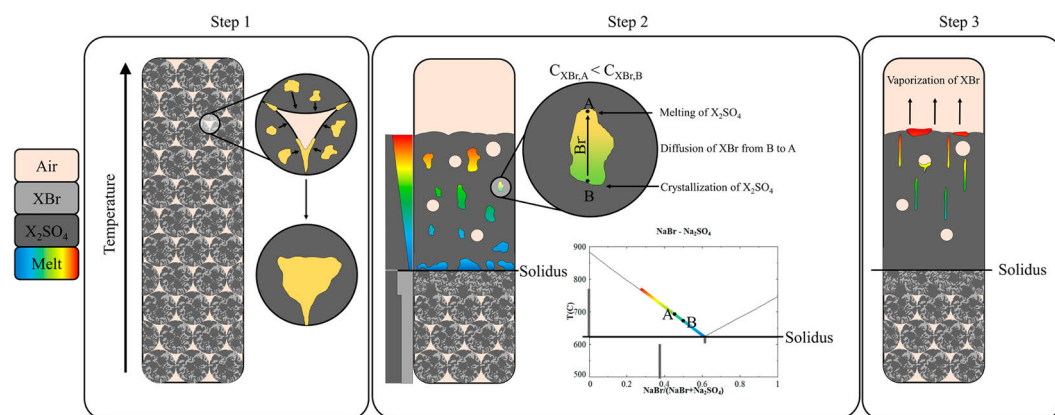 Step 1
Step 2
Step 3
Air
XBr
X₂SO₄
Melt
Temperature
C_XBr,A < C_XBr,B
A
Br
B
Melting of X₂SO₄
Diffusion of XBr from B to A
Crystallization of X₂SO₄
Solidus
NaBr - Na₂SO₄
T(C)
900
800
700
600
500
A
B
Solidus
0
0.2
0.4
0.6
0.8
1
NaBr/(NaBr+Na₂SO₄)
Vaporization of XBr
Solidus